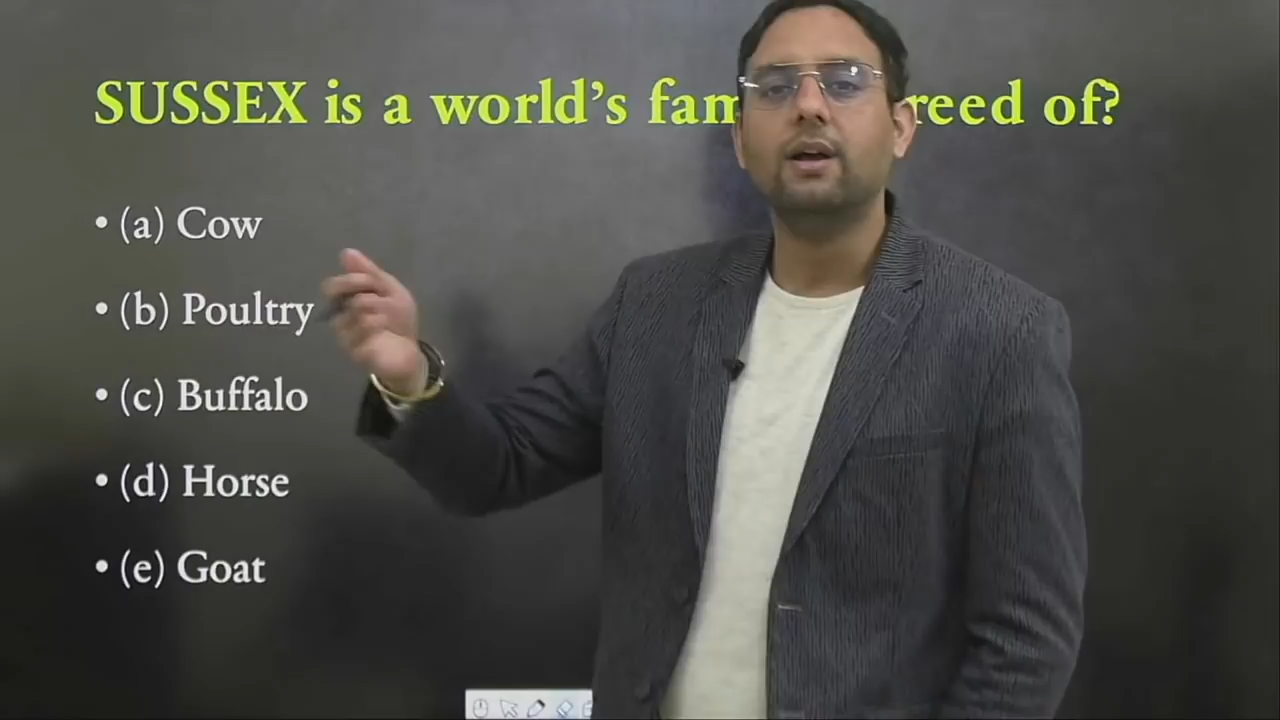 SUSSEX is a world's fam reed of?
• (a) Cow
• (b) Poultry
• (c) Buffalo
• (d) Horse
• (e) Goat